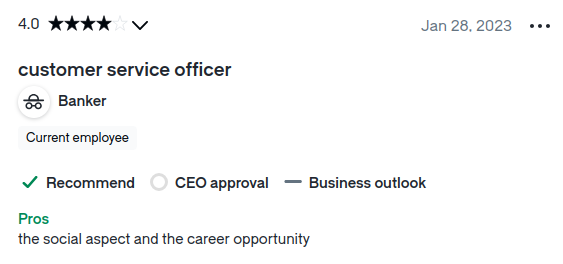 4.0
Jan 28, 2023
customer service officer
Banker
Current employee
Recommend CEO approval Business outlook
Pros
the social aspect and the career opportunity